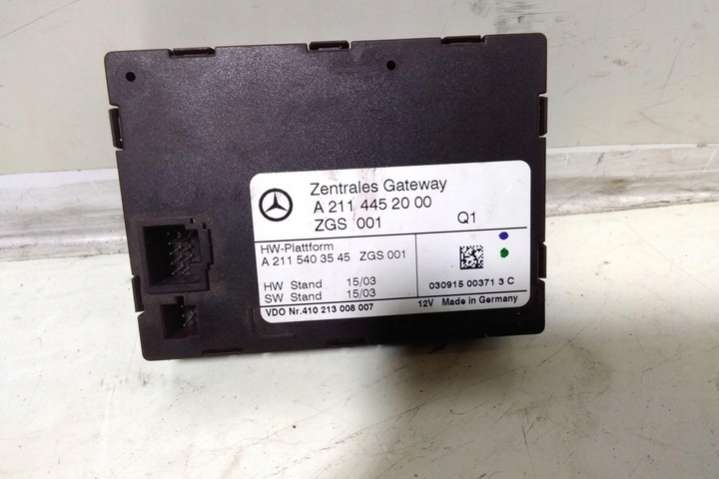 Zentrales Gateway
A 211 445 20 00
ZGS 001 Q1
HW-Plattform
A 211 540 35 45 ZGS 001
HW Stand 15/03
SW Stand 15/03
030915 00371 3 C
VDO Nr.410 213 008 007
12V Made in Germany